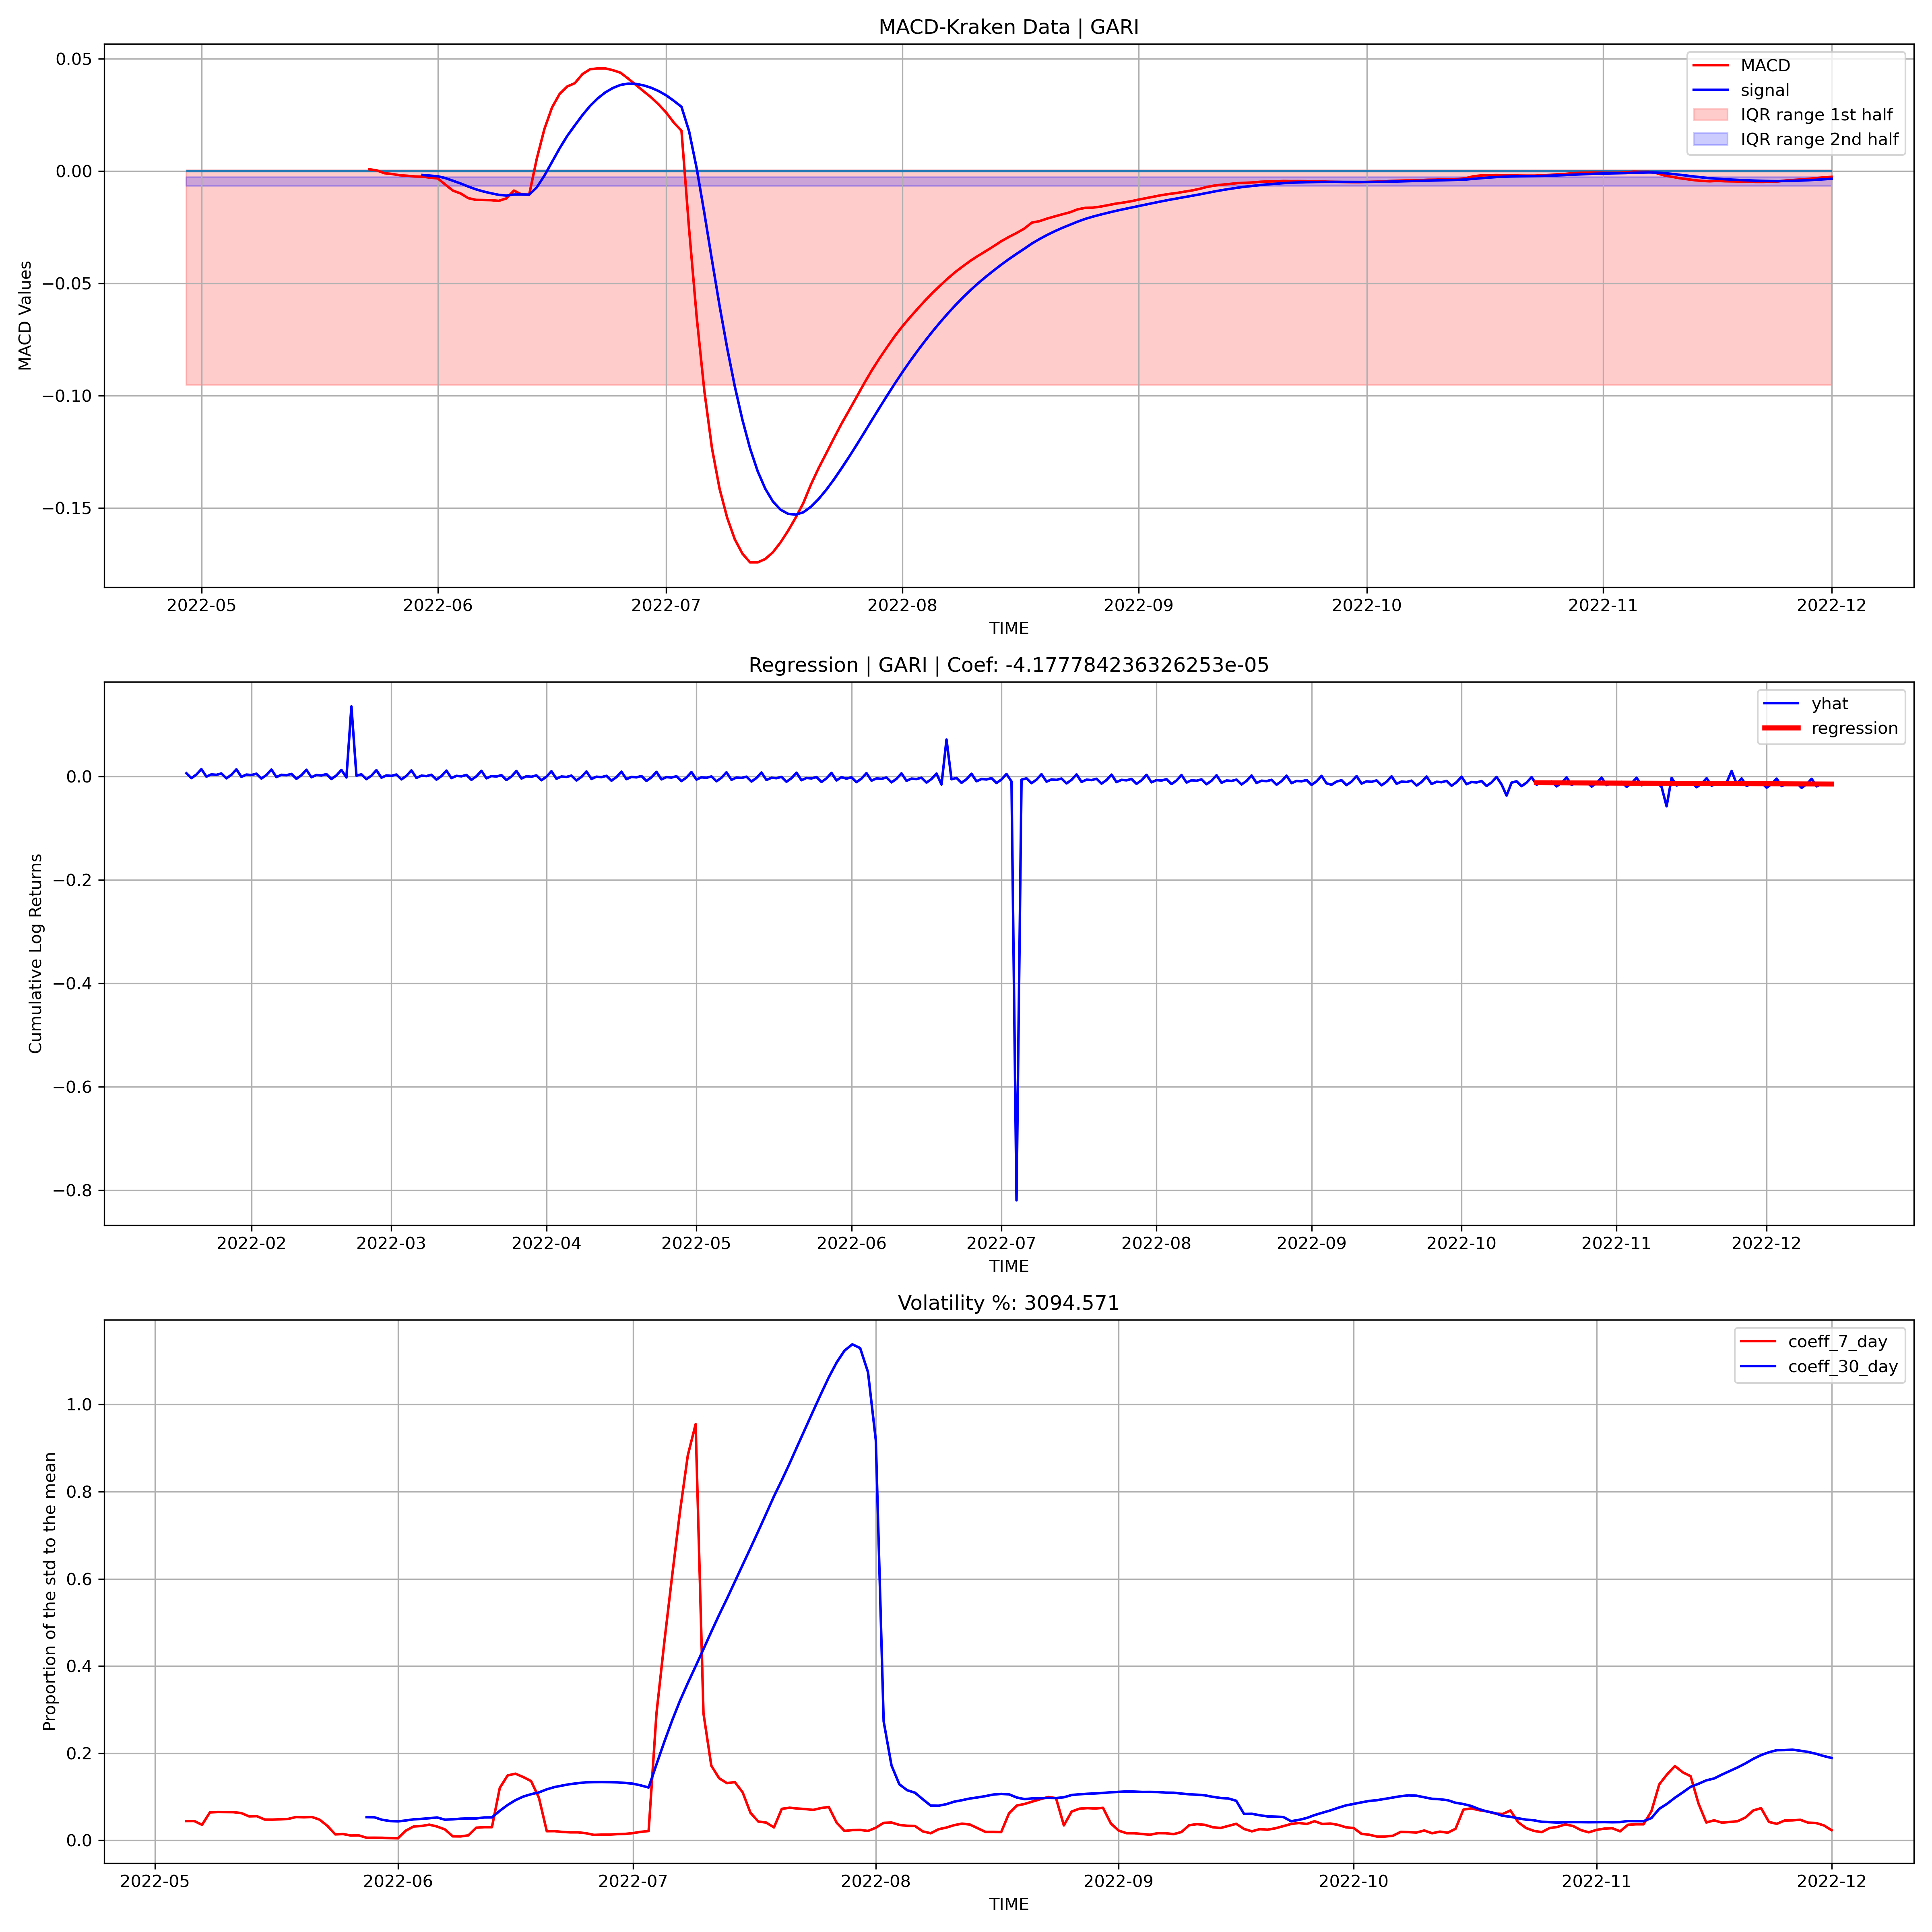 MACD-Kraken Data | GARI
MACD Values
0.05
0.00
−0.05
−0.10
−0.15
MACD
signal
IQR range 1st half
IQR range 2nd half
2022-05 2022-06 2022-07 2022-08 2022-09 2022-10 2022-11 2022-12
TIME
Regression | GARI | Coef: -4.177784236326253e-05
Cumulative Log Returns
0.0
−0.2
−0.4
−0.6
−0.8
yhat
regression
2022-02 2022-03 2022-04 2022-05 2022-06 2022-07 2022-08 2022-09 2022-10 2022-11 2022-12
TIME
Volatility %: 3094.571
Proportion of the std to the mean
1.0
0.8
0.6
0.4
0.2
0.0
coeff_7_day
coeff_30_day
2022-05 2022-06 2022-07 2022-08 2022-09 2022-10 2022-11 2022-12
TIME